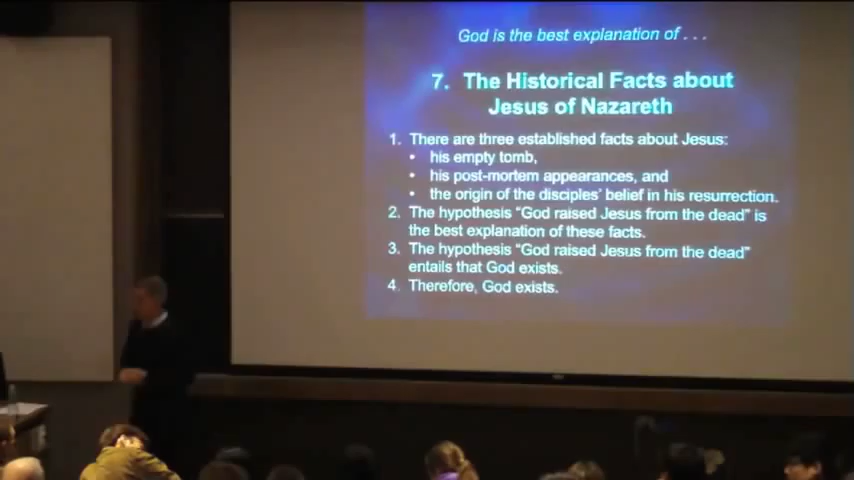 God is the best explanation of . . .
7. The Historical Facts about
Jesus of Nazareth
1. There are three established facts about Jesus:
• his empty tomb,
• his post-mortem appearances, and
• the origin of the disciples' belief in his resurrection.
2. The hypothesis "God raised Jesus from the dead" is
the best explanation of these facts.
3. The hypothesis "God raised Jesus from the dead"
entails that God exists.
4. Therefore, God exists.